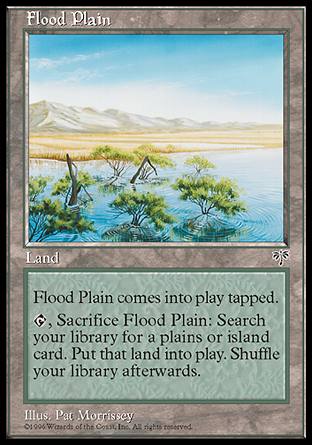 Flood Plain
Land
Flood Plain comes into play tapped.
, Sacrifice Flood Plain: Search
your library for a plains or island
card. Put that land into play. Shuffle
your library afterwards.
Illus. Pat Morrissey
©1996 Wizards of the Coast, Inc. All rights reserved.